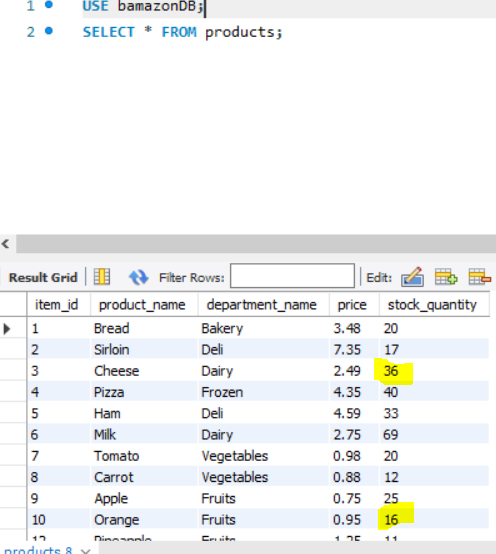 1 USE bamazonDB;
2 SELECT * FROM products;
Result Grid Filter Rows: Edit:
item_id product_name department_name price stock_quantity
1 Bread Bakery 3.48 20
2 Sirloin Deli 7.35 17
3 Cheese Dairy 2.49 36
4 Pizza Frozen 4.35 40
5 Ham Deli 4.59 33
6 Milk Dairy 2.75 69
7 Tomato Vegetables 0.98 20
8 Carrot Vegetables 0.88 12
9 Apple Fruits 0.75 25
10 Orange Fruits 0.95 16
12 Pineapple Fruits 1.25 11
products 8